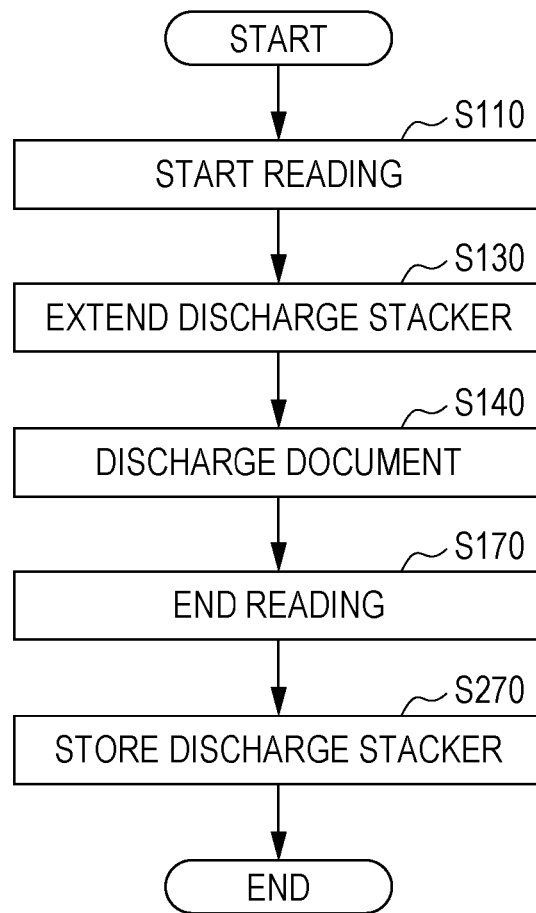 START
S110
START READING
S130
EXTEND DISCHARGE STACKER
S140
DISCHARGE DOCUMENT
S170
END READING
S270
STORE DISCHARGE STACKER
END